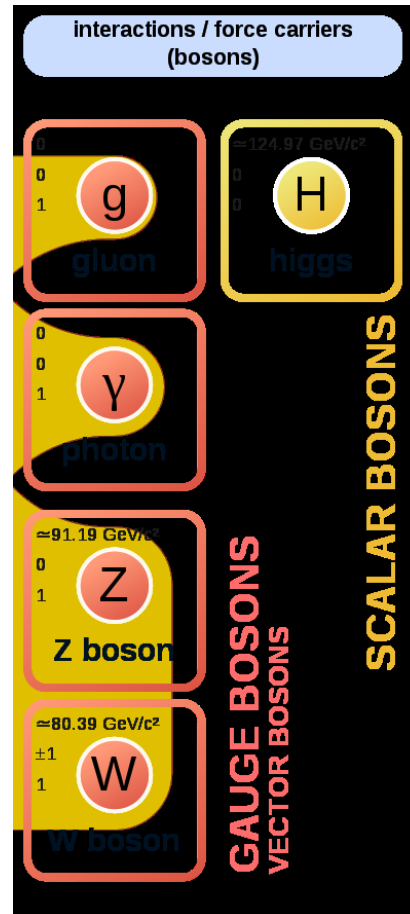 interactions / force carriers
(bosons)
0
0
1
g
gluon
≃124.97 GeV/c²
0
0
H
higgs
0
0
1
γ
photon
≃91.19 GeV/c²
0
1
Z
Z boson
≃80.39 GeV/c²
±1
1
W
W boson
GAUGE BOSONS
VECTOR BOSONS
SCALAR BOSONS